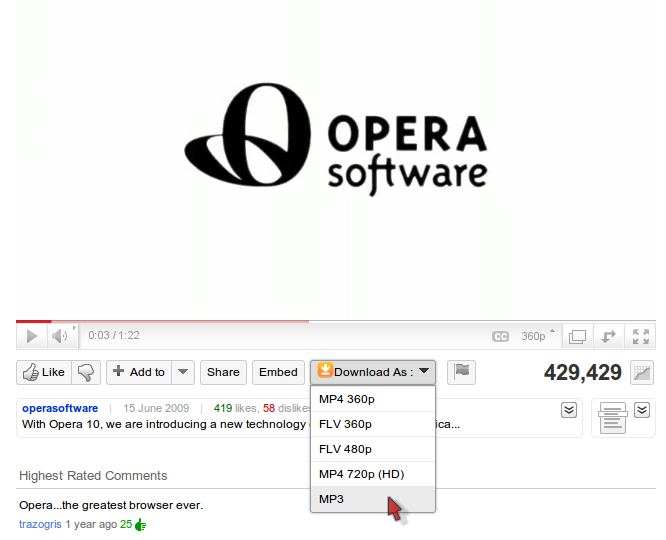 OPERA
software
0:03 / 1:22
CC
360p
Like
Add to
Share
Embed
Download As :
429,429
MP4 360p
FLV 360p
FLV 480p
MP4 720p (HD)
MP3
operasoftware | 15 June 2009 | 419 likes, 58 dislikes
With Opera 10, we are introducing a new technology ica...
Highest Rated Comments
Opera...the greatest browser ever.
trazogris 1 year ago 25